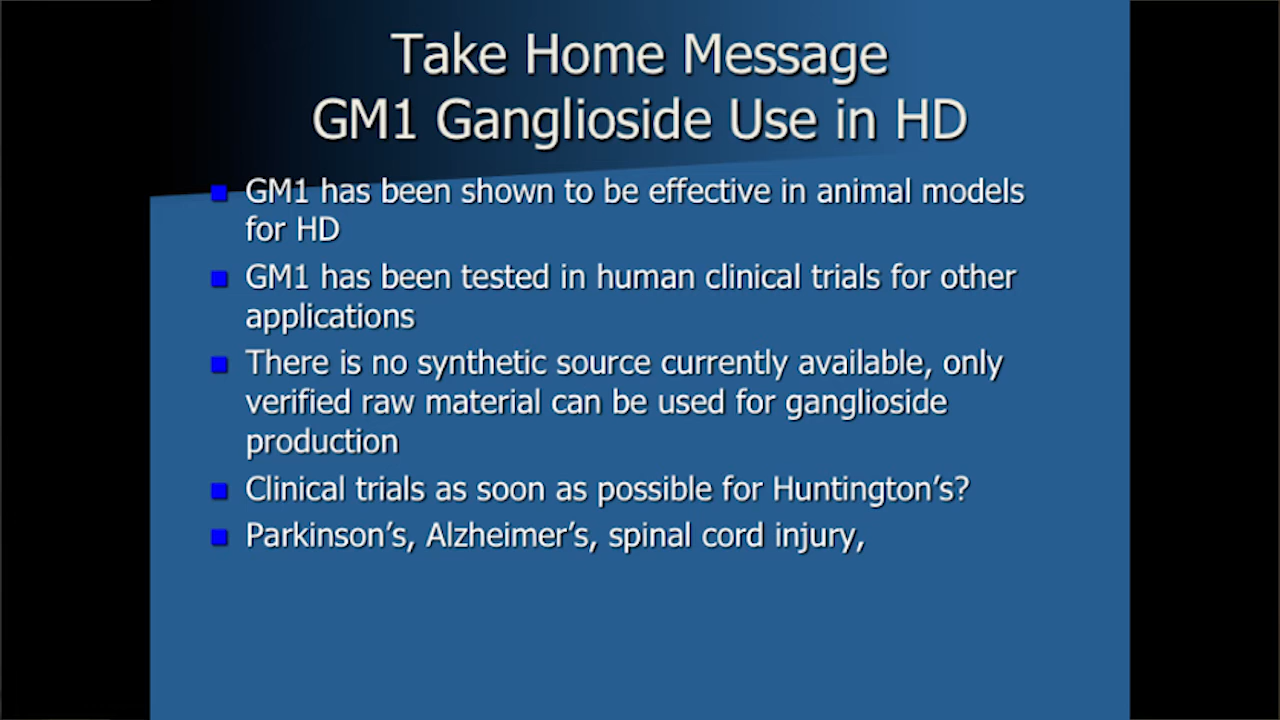 Take Home Message
GM1 Ganglioside Use in HD
GM1 has been shown to be effective in animal models
for HD
GM1 has been tested in human clinical trials for other
applications
There is no synthetic source currently available, only
verified raw material can be used for ganglioside
production
Clinical trials as soon as possible for Huntington’s?
Parkinson’s, Alzheimer’s, spinal cord injury,